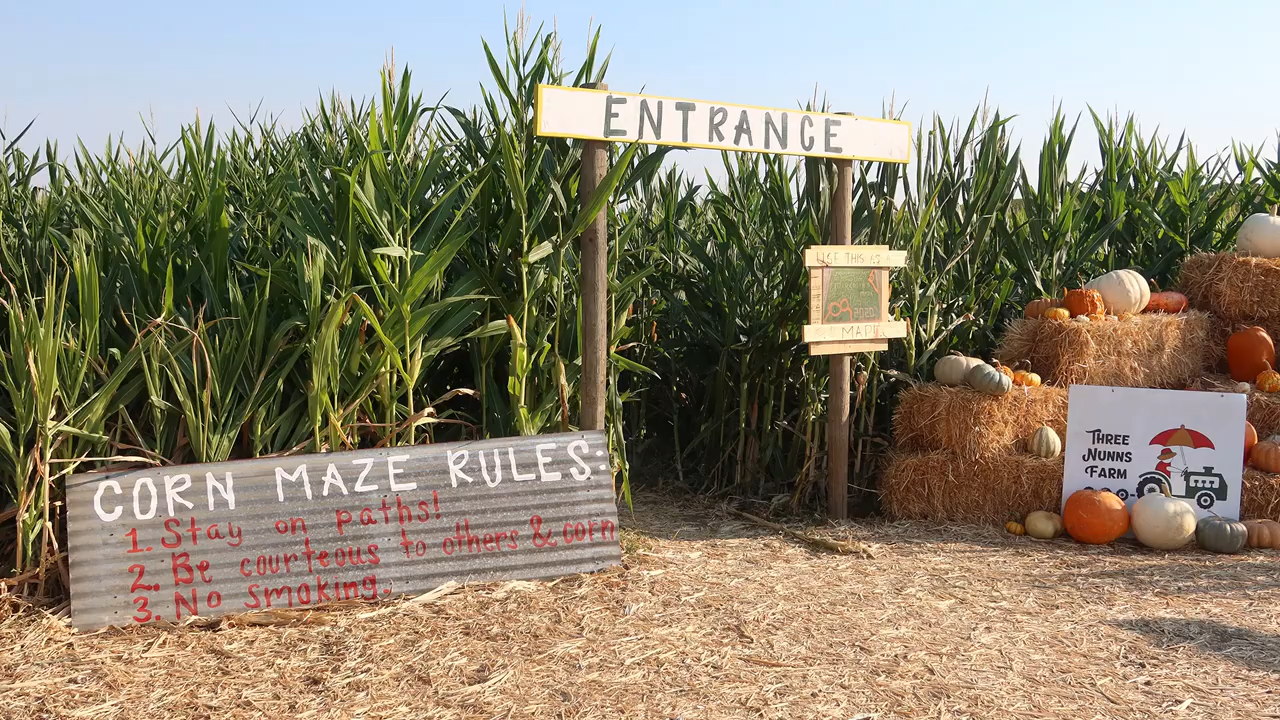 ENTRANCE
USE THIS AS A
2020
MAP!
CORN MAZE RULES:
1. Stay on paths!
2. Be courteous to others & corn
3. No smoking.
THREE
NUNNS
FARM